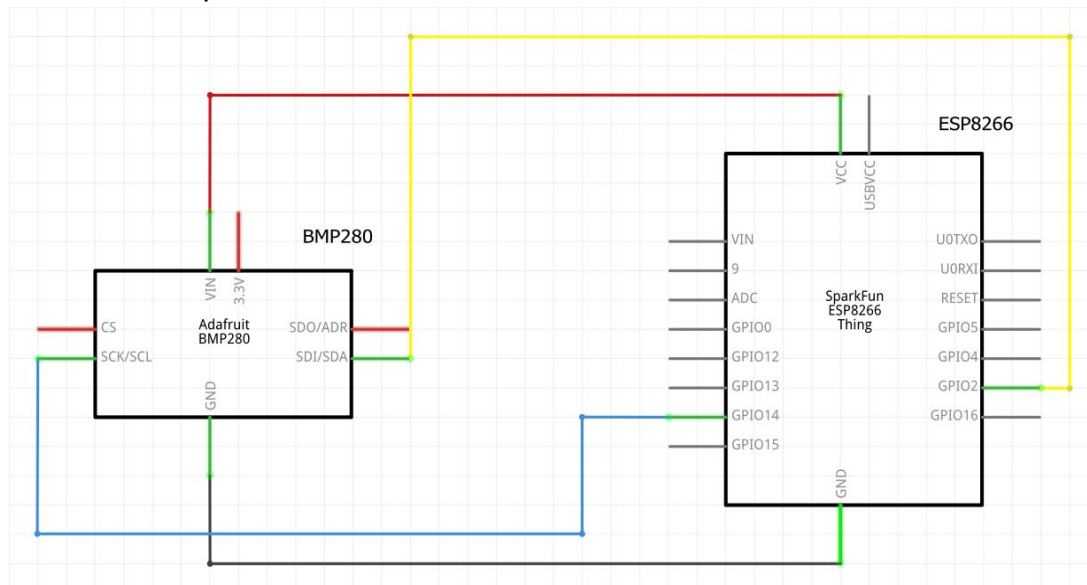 ESP8266
VCC
USBVCC
BMP280
VIN
U0TXO
9
U0RXI
VIN
3.3V
ADC
SparkFun
ESP8266
Thing
RESET
CS
Adafruit
BMP280
SDO/ADR
GPIO0
GPIO5
SCK/SCL
SDI/SDA
GPIO12
GPIO4
GPIO13
GPIO2
GND
GPIO14
GPIO16
GPIO15
GND